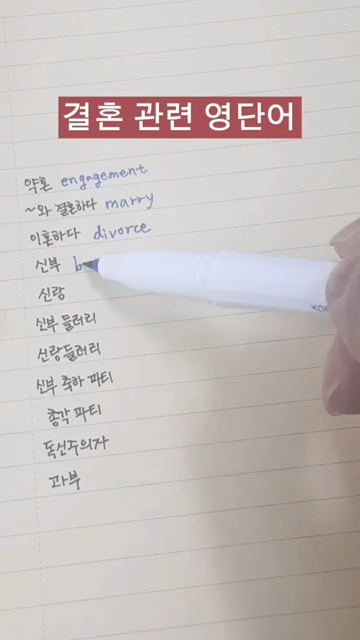 결혼 관련 영단어
약혼 engagement
~와 결혼하다 marry
이혼하다 divorce
신부 b
신랑
신부 들러리
신랑 들러리
신부 축하 파티
총각 파티
독신주의자
과부